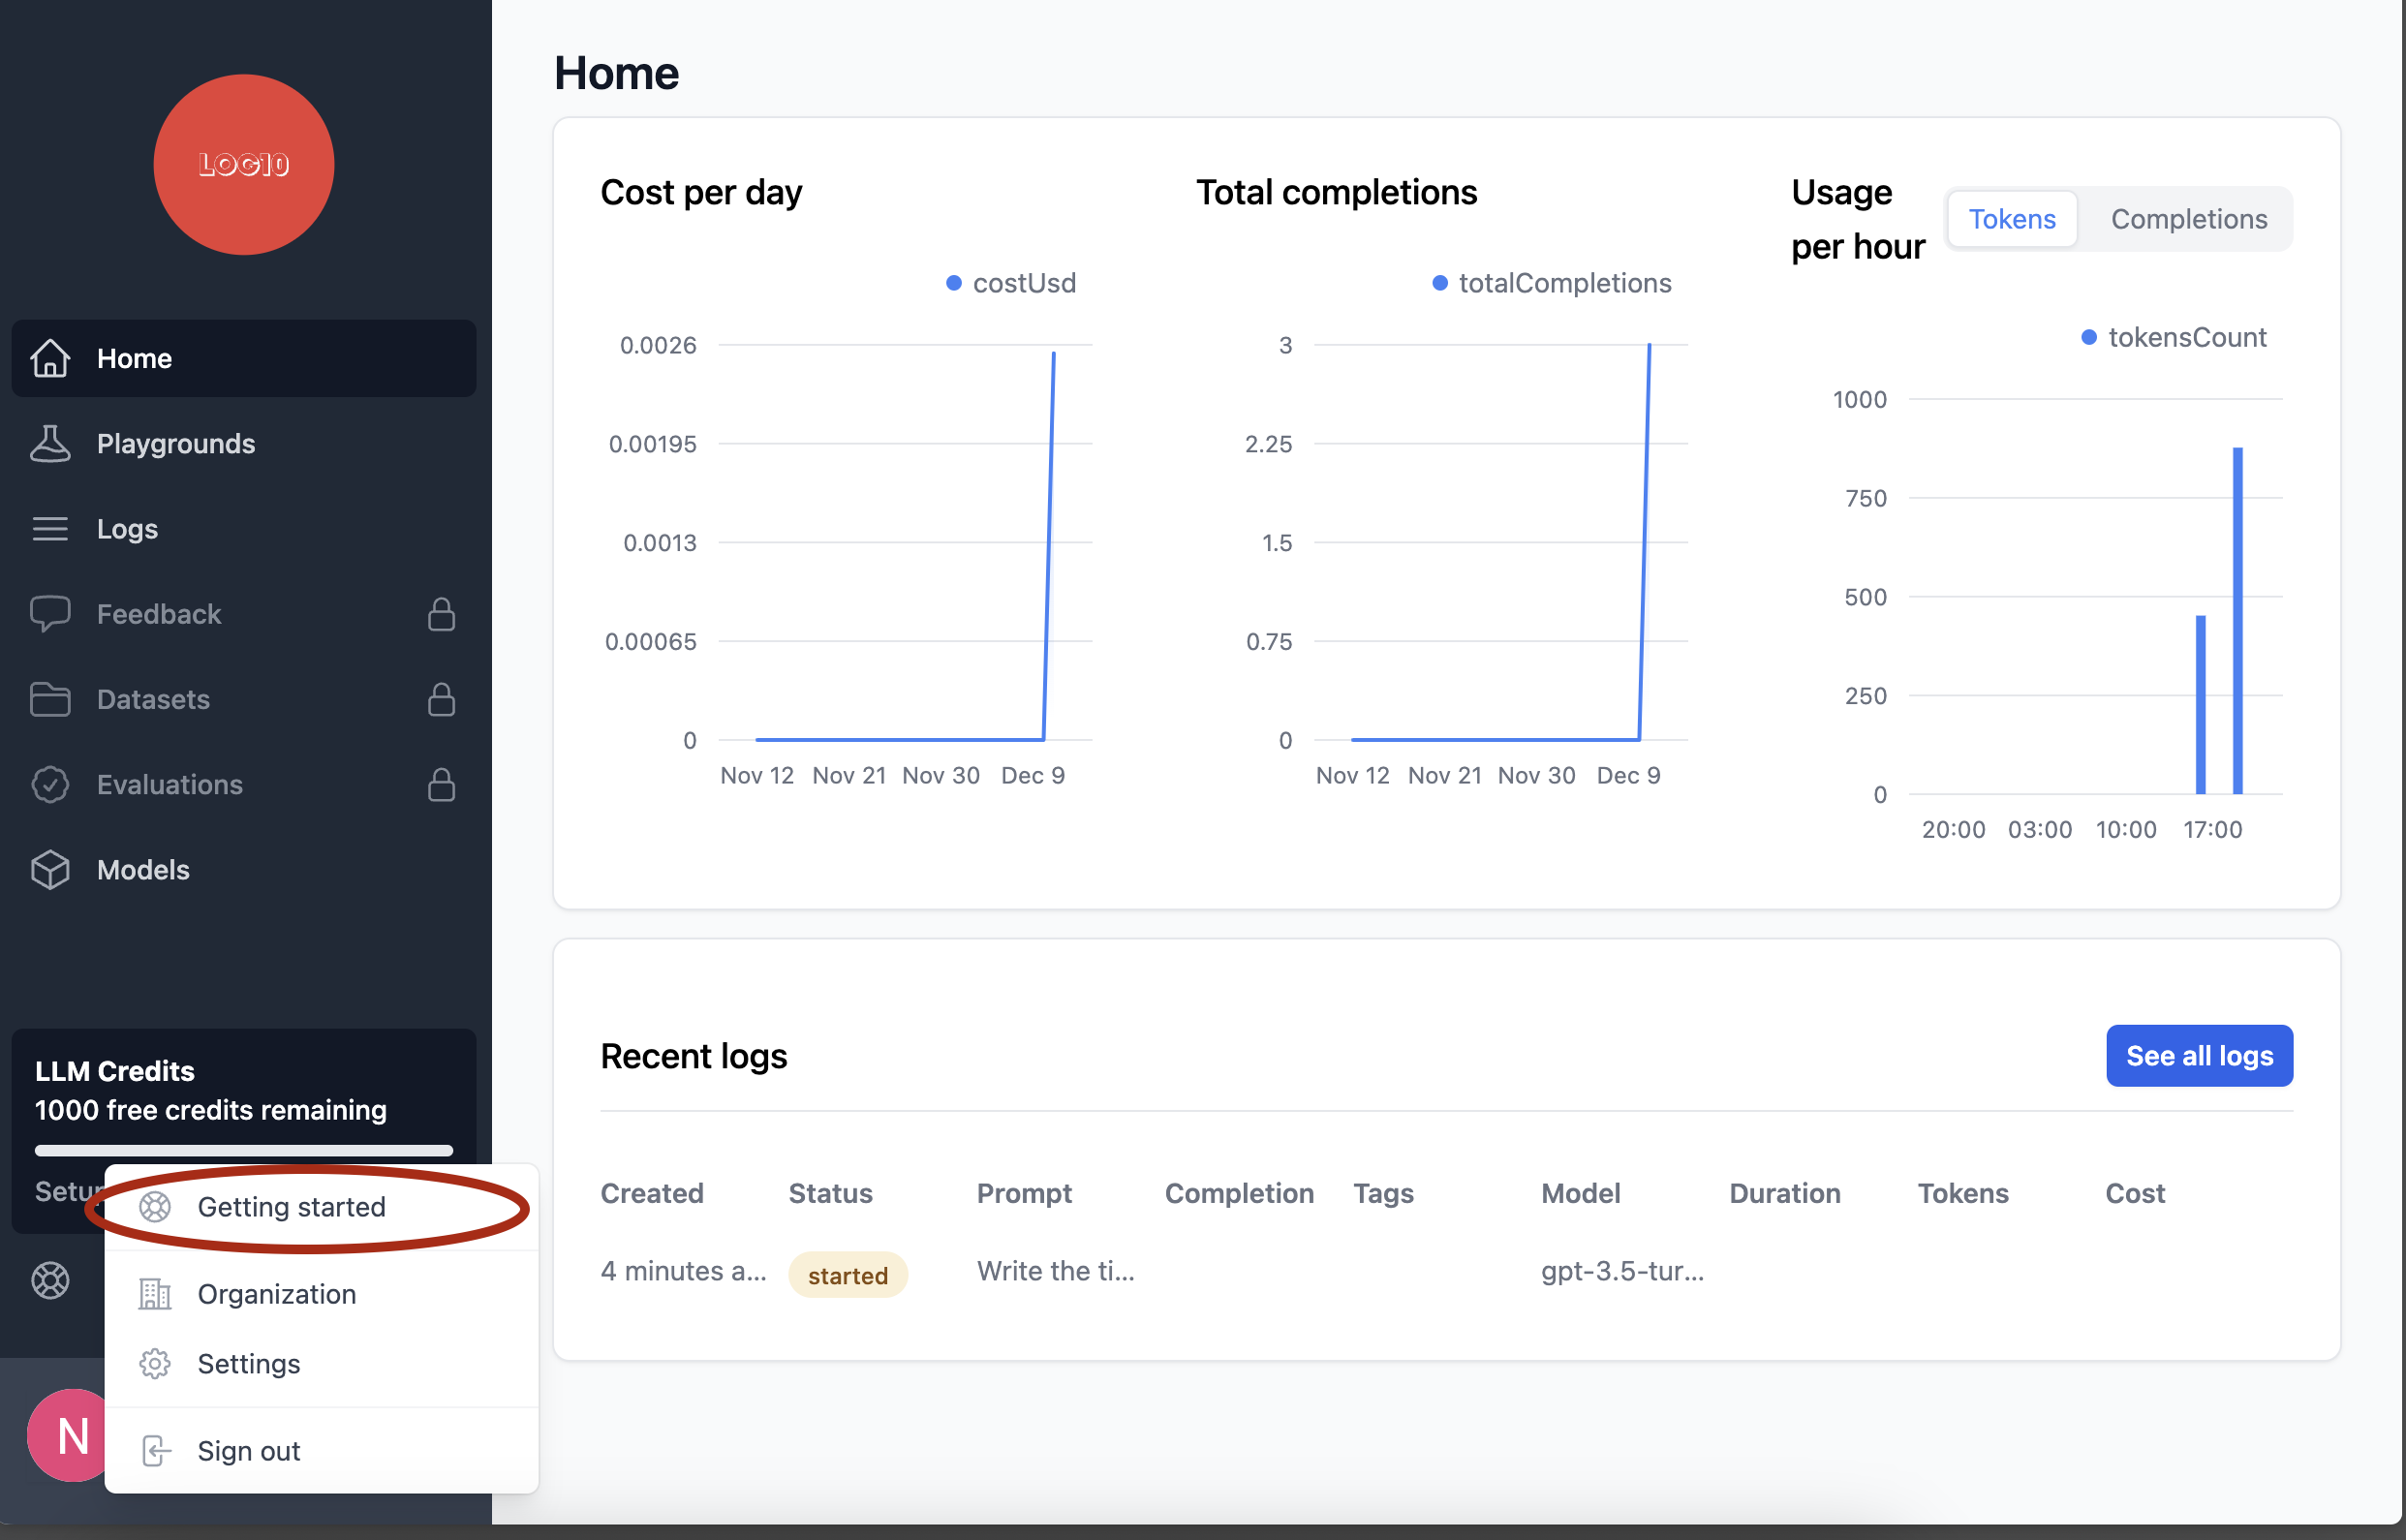 LOG10
Home
Playgrounds
Logs
Feedback
Datasets
Evaluations
Models
LLM Credits
1000 free credits remaining
Getting started
Organization
Settings
Sign out
N
Home
Cost per day
costUsd
0.0026
0.00195
0.0013
0.00065
0
Nov 12 Nov 21 Nov 30 Dec 9
Total completions
totalCompletions
3
2.25
1.5
0.75
0
Nov 12 Nov 21 Nov 30 Dec 9
Usage
per hour
Tokens Completions
tokensCount
1000
750
500
250
0
20:00 03:00 10:00 17:00
Recent logs
See all logs
Created Status Prompt Completion Tags Model Duration Tokens Cost
4 minutes a... started Write the ti... gpt-3.5-tur...